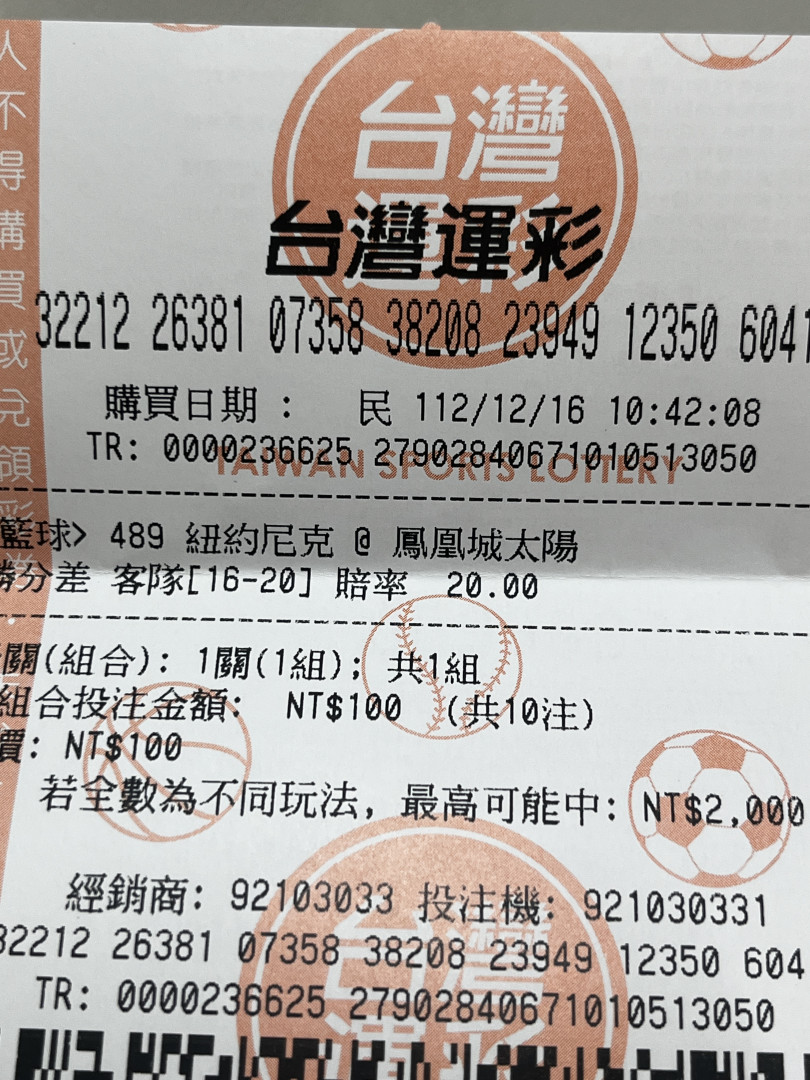 台灣
台灣運彩
32212 26381 07358 38208 23949 12350 6041
購買日期： 民 112/12/16 10:42:08
TR: 0000236625 279028406710105130​50
TAIWAN SPORTS LOTTERY
籃球> 489 紐約尼克 @ 鳳凰城太陽
勝分差 客隊[16-20] 賠率 20.00
關(組合): 1關(1組); 共1組
組合投注金額: NT$100 (共10注)
價: NT$100
若全數為不同玩法, 最高可能中: NT$2,000
經銷商: 92103033 投注機: 921030331
32212 26381 07358 38208 23949 12350 604
TR: 0000236625 27902840671010513050
台灣
人不得購買或兌領彩